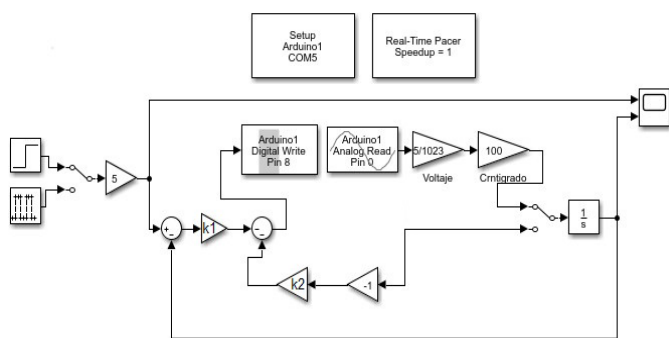 Setup
Arduino1
COM5
Real-Time Pacer
Speedup = 1
Arduino1
Digital Write
Pin 8
Arduino1
Analog Read
Pin 0
5/1023
Voltaje
100
Crntigrado
5
+
-
k1
-
-
1
s
k2
-1